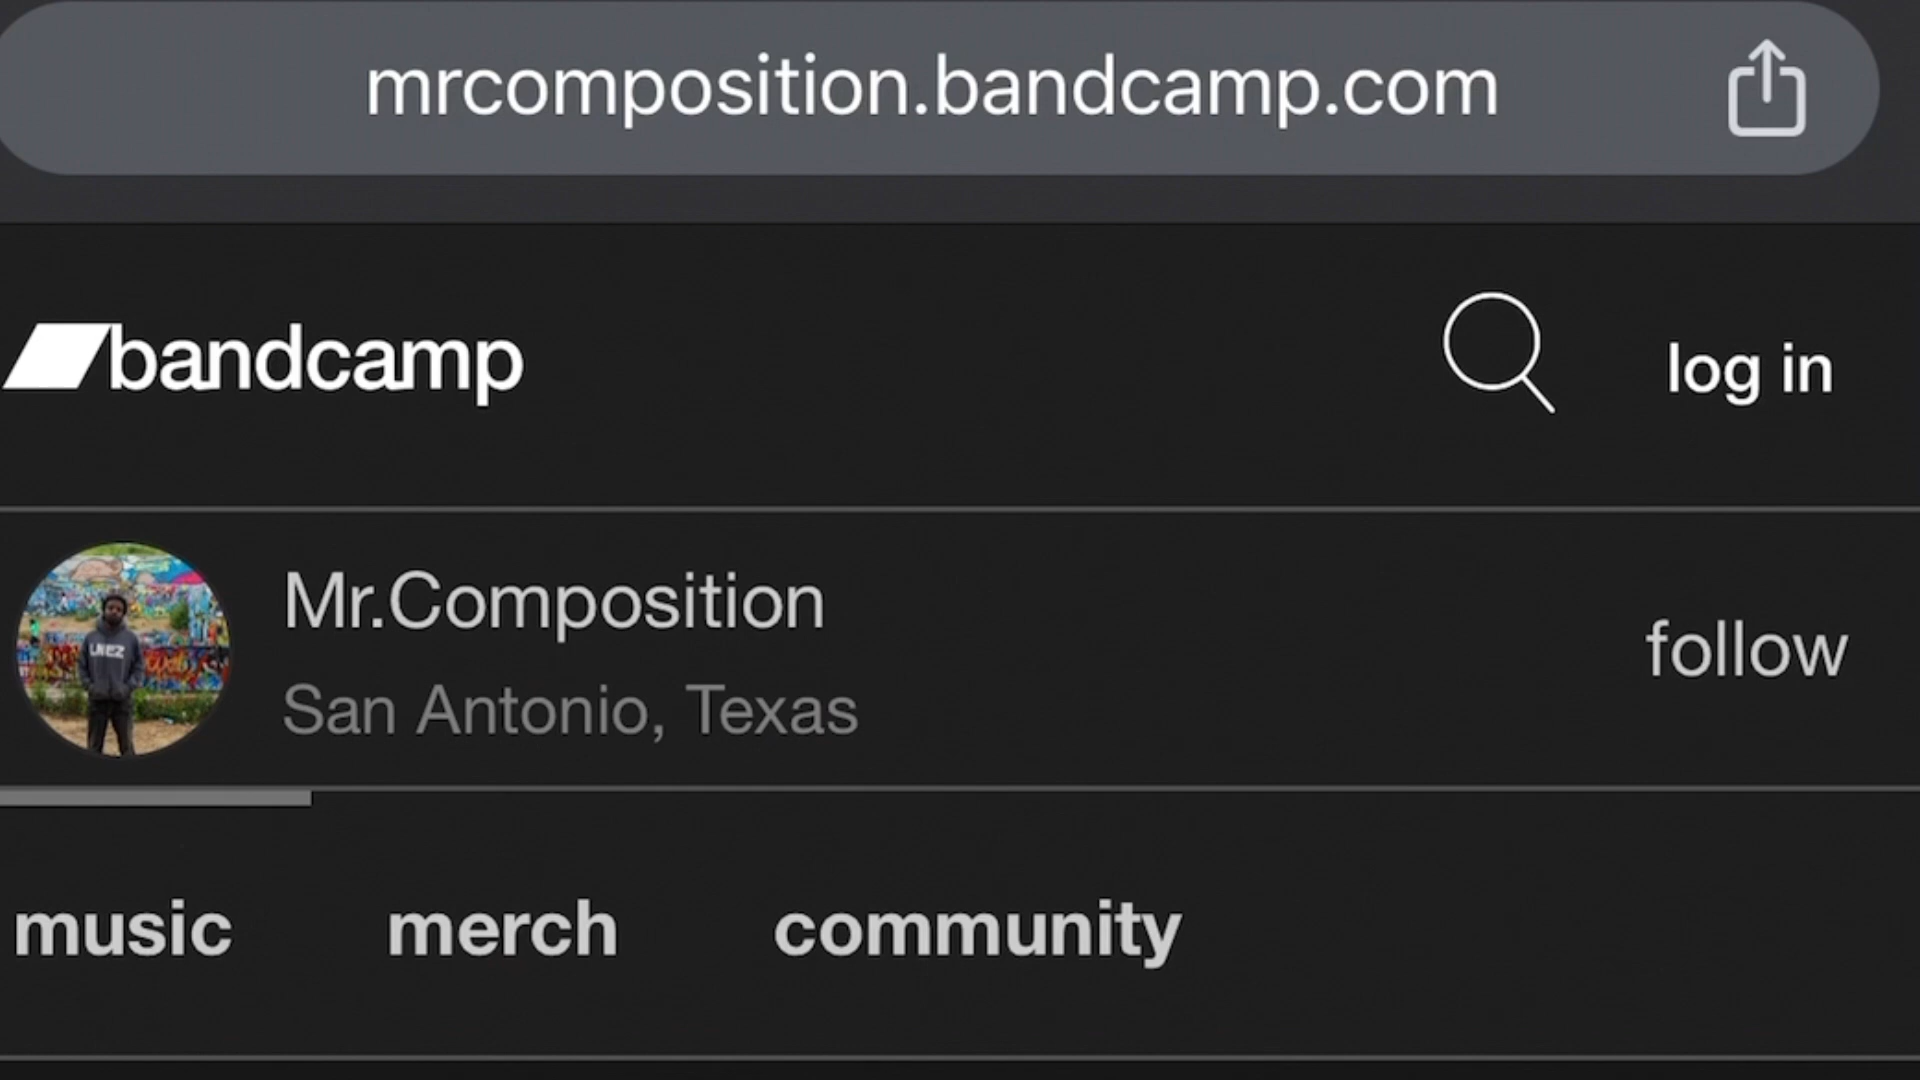 mrcomposition.bandcamp.com
bandcamp
log in
Mr.Composition
San Antonio, Texas
follow
music merch community